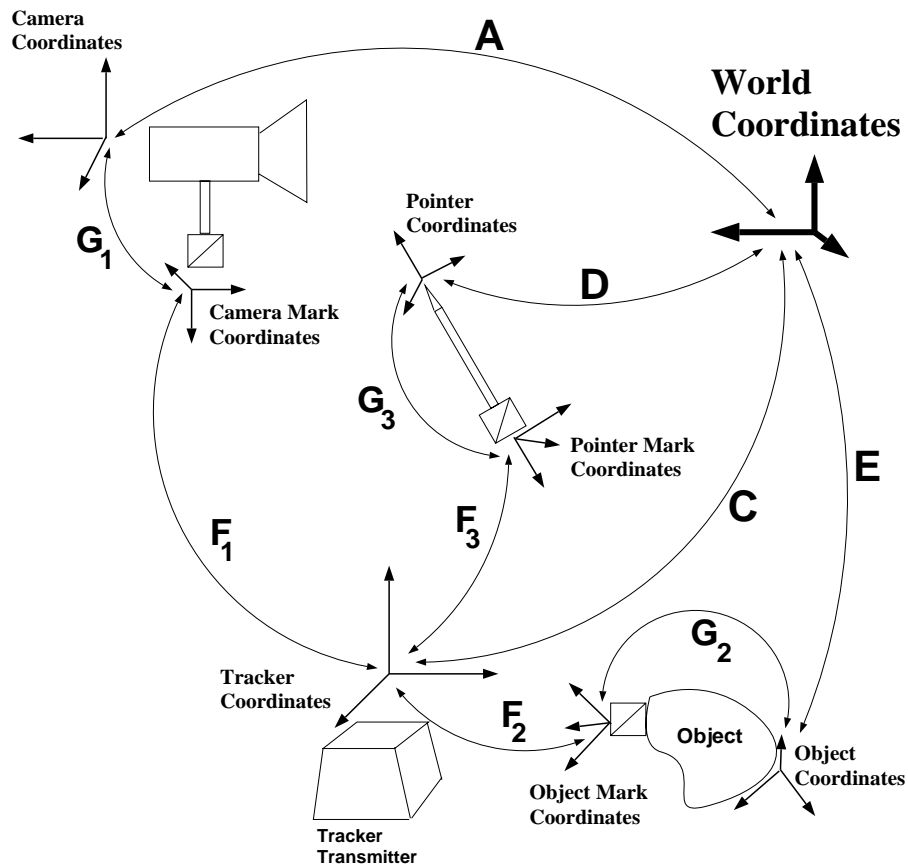 Camera
Coordinates
A
World
Coordinates
G1
Pointer
Coordinates
D
Camera Mark
Coordinates
G3
Pointer Mark
Coordinates
E
C
F1
F3
G2
Tracker
Coordinates
F2
Object
Object
Coordinates
Object Mark
Coordinates
Tracker
Transmitter